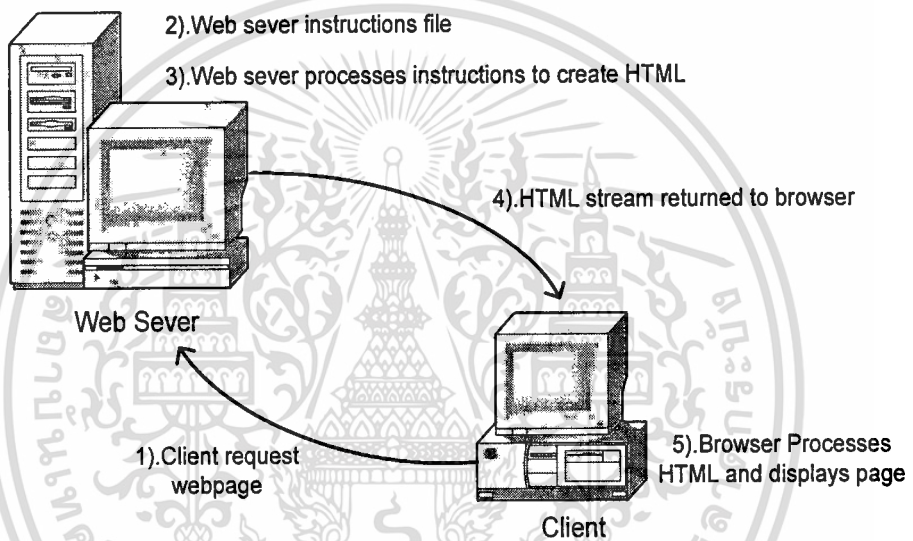 2).Web sever instructions file
3).Web sever processes instructions to create HTML
4).HTML stream returned to browser
Web Sever
1).Client request
webpage
5).Browser Processes
HTML and displays page
Client